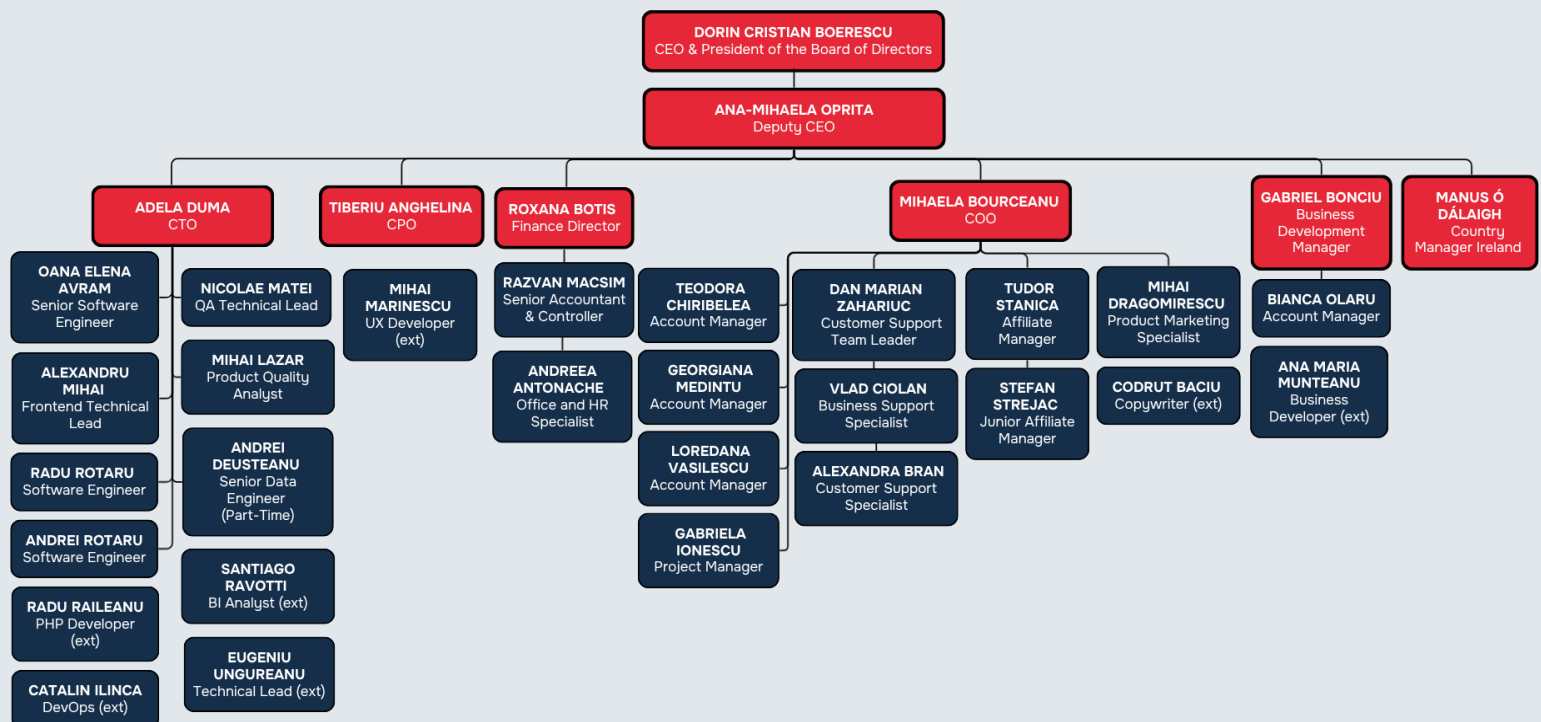 DORIN CRISTIAN BOERESCU
CEO & President of the Board of Directors
ANA-MIHAELA OPRITA
Deputy CEO
ADELA DUMA
CTO
TIBERIU ANGHELINA
CPO
ROXANA BOTIS
Finance Director
MIHAELA BOURCEANU
COO
GABRIEL BONCIU
Business
Development
Manager
MANUS Ó
DÁLAIGH
Country
Manager Ireland
OANA ELENA
AVRAM
Senior Software
Engineer
ALEXANDRU
MIHAI
Frontend Technical
Lead
RADU ROTARU
Software Engineer
ANDREI ROTARU
Software Engineer
RADU RAILEANU
PHP Developer
(ext)
CATALIN ILINCA
DevOps (ext)
NICOLAE MATEI
QA Technical Lead
MIHAI LAZAR
Product Quality
Analyst
ANDREI
DEUSTEANU
Senior Data
Engineer
(Part-Time)
SANTIAGO
RAVOTTI
BI Analyst (ext)
EUGENIU
UNGUREANU
Technical Lead (ext)
MIHAI
MARINESCU
UX Developer
(ext)
RAZVAN MACSIM
Senior Accountant
& Controller
ANDREEA
ANTONACHE
Office and HR
Specialist
TEODORA
CHIRIBELEA
Account Manager
GEORGIANA
MEDINTU
Account Manager
LOREDANA
VASILESCU
Account Manager
GABRIELA
IONESCU
Project Manager
DAN MARIAN
ZAHARIUC
Customer Support
Team Leader
VLAD CIOLAN
Business Support
Specialist
ALEXANDRA BRAN
Customer Support
Specialist
TUDOR
STANICA
Affiliate
Manager
STEFAN
STREJAC
Junior Affiliate
Manager
MIHAI
DRAGOMIRESCU
Product Marketing
Specialist
CODRUT BACIU
Copywriter (ext)
BIANCA OLARU
Account Manager
ANA MARIA
MUNTEANU
Business
Developer (ext)